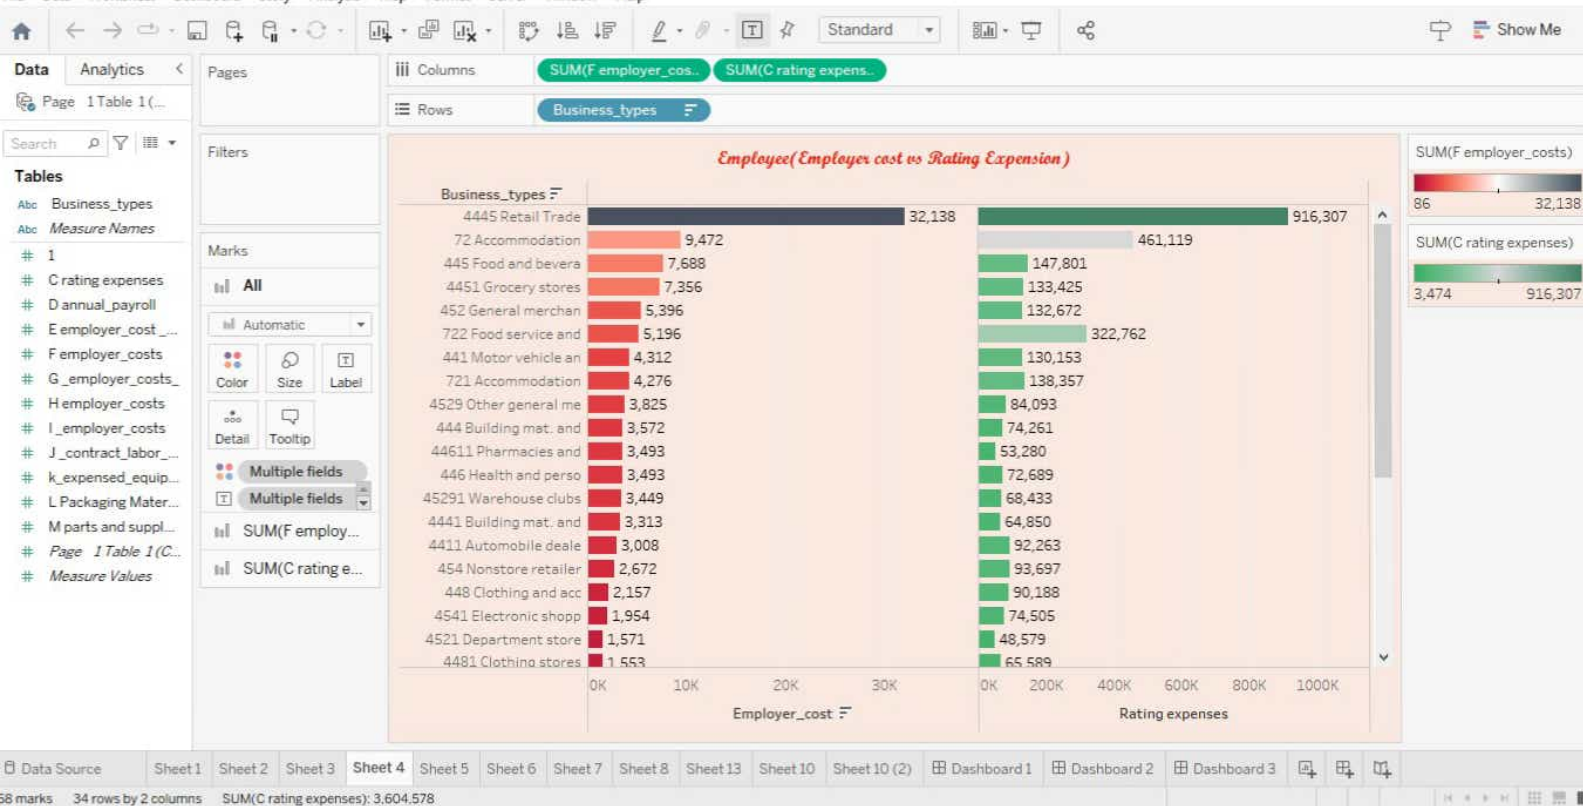 Standard
Show Me
Data
Analytics
Page 1 Table 1 (...
Search
Tables
Abc Business_types
Abc Measure Names
# 1
# C rating expenses
# D annual_payroll
# E employer_cost _...
# F employer_costs
# G _employer_costs_
# H employer_costs
# I _employer_costs
# J _contract_labor_...
# k_expensed_equip...
# L Packaging Mater...
# M parts and suppl...
# Page 1 Table 1 (C...
# Measure Values
Pages
Filters
Marks
All
Automatic
Color Size Label
Detail Tooltip
Multiple fields
T Multiple fields
SUM(F employ...
SUM(C rating e...
iii Columns SUM(F employer_cos.. SUM(C rating expens..
Rows Business_types
Employee(Employer cost vs Rating Expension)
Business_types
4445 Retail Trade 32,138 916,307
72 Accommodation 9,472 461,119
445 Food and bevera 7,688 147,801
4451 Grocery stores 7,356 133,425
452 General merchan 5,396 132,672
722 Food service and 5,196 322,762
441 Motor vehicle an 4,312 130,153
721 Accommodation 4,276 138,357
4529 Other general me 3,825 84,093
444 Building mat. and 3,572 74,261
44611 Pharmacies and 3,493 53,280
446 Health and perso 3,493 72,689
45291 Warehouse clubs 3,449 68,433
4441 Building mat. and 3,313 64,850
4411 Automobile deale 3,008 92,263
454 Nonstore retailer 2,672 93,697
448 Clothing and acc 2,157 90,188
4541 Electronic shopp 1,954 74,505
4521 Department store 1,571 48,579
4481 Clothing stores 1,553 65,589
0K 10K 20K 30K 0K 200K 400K 600K 800K 1000K
Employer_cost Rating expenses
SUM(F employer_costs)
86 32,138
SUM(C rating expenses)
3,474 916,307
Data Source Sheet 1 Sheet 2 Sheet 3 Sheet 4 Sheet 5 Sheet 6 Sheet 7 Sheet 8 Sheet 13 Sheet 10 Sheet 10 (2) Dashboard 1 Dashboard 2 Dashboard 3
marks 34 rows by 2 columns SUM(C rating expenses): 3,604,578